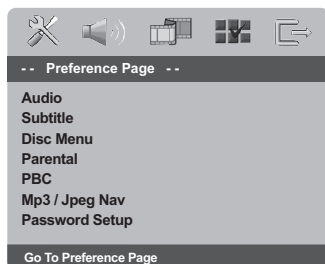 -- Preference Page --
Audio
Subtitle
Disc Menu
Parental
PBC
Mp3 / Jpeg Nav
Password Setup
Go To Preference Page